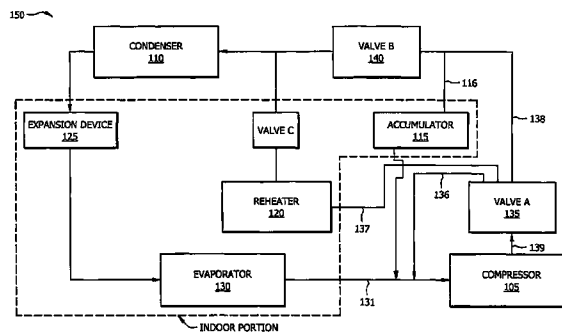 150
CONDENSER
110
VALVE B
140
116
138
EXPANSION DEVICE
125
VALVE C
ACCUMULATOR
115
136
REHEATER
120
137
VALVE A
135
139
EVAPORATOR
130
131
COMPRESSOR
105
INDOOR PORTION